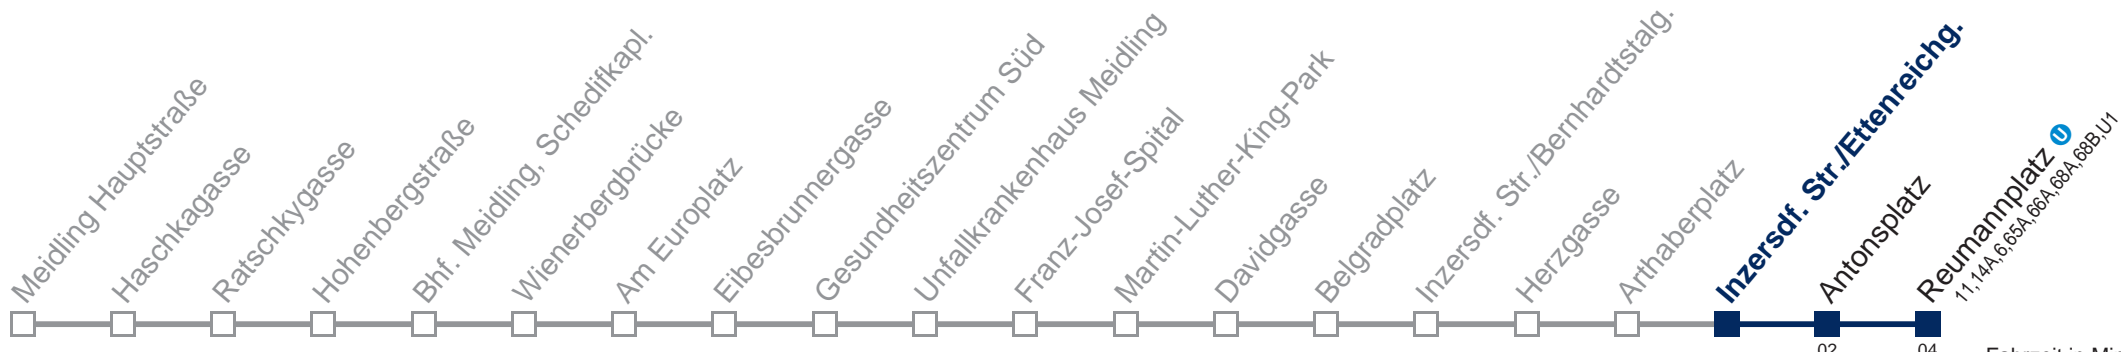 Meidling Hauptstraße
Haschkagasse
Ratschkygasse
Hohenbergstraße
Bhf. Meidling, Schedifkapl.
Wienerbergbrücke
Am Europlatz
Eibesbrunnergasse
Gesundheitszentrum Süd
Unfallkrankenhaus Meidling
Franz-Josef-Spital
Martin-Luther-King-Park
Davidgasse
Belgradplatz
Inzersdf. Str./Bernhardtstalg.
Herzgasse
Arthaberplatz
Inzersdf. Str./Ettenreichg.
Antonsplatz
Reumannplatz U
11,14A,6,65A,66A,68A,68B,U1
02 04